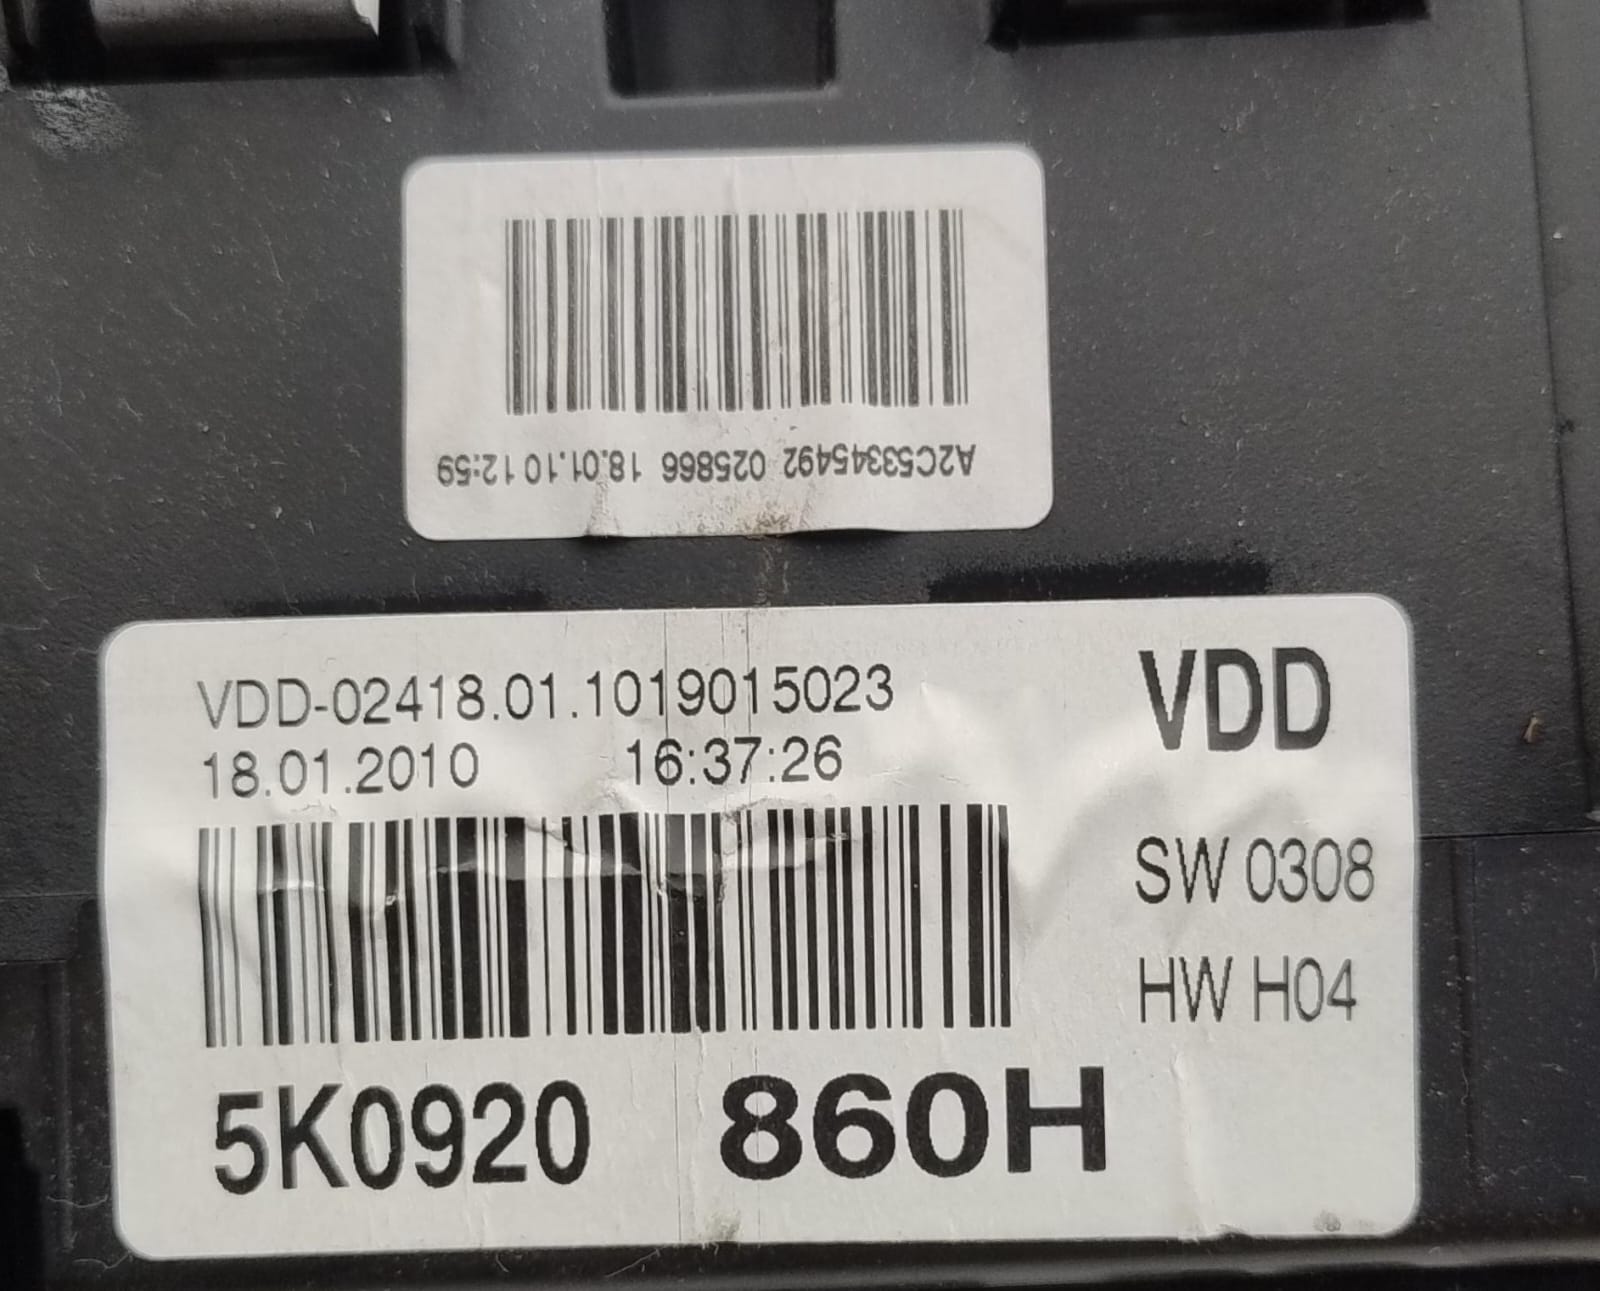 A2C53345492 025866 18.01.10 12:59
VDD-02418.01.1019015023
18.01.2010 16:37:26
VDD
SW 0308
HW H04
5K0920 860H